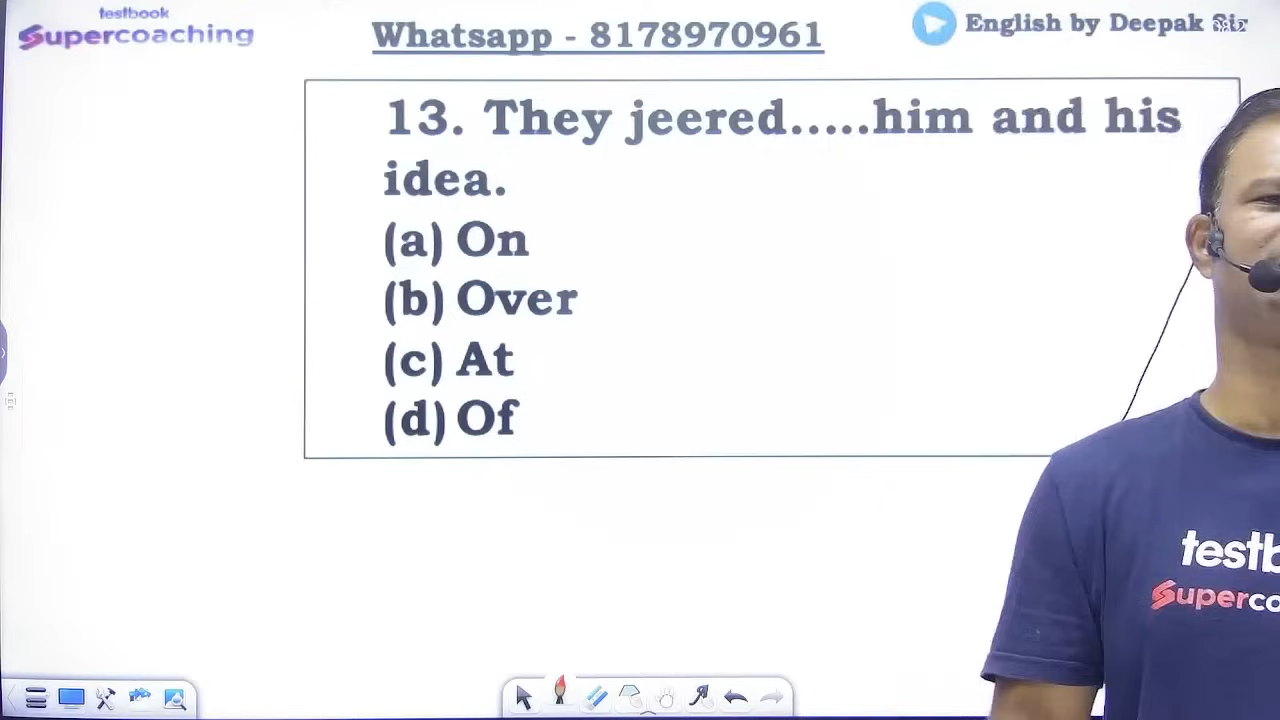 testbook
Supercoaching
Whatsapp - 8178970961
English by Deepak Sir
13. They jeered.....him and his
idea.
(a) On
(b) Over
(c) At
(d) Of
testb
Superco